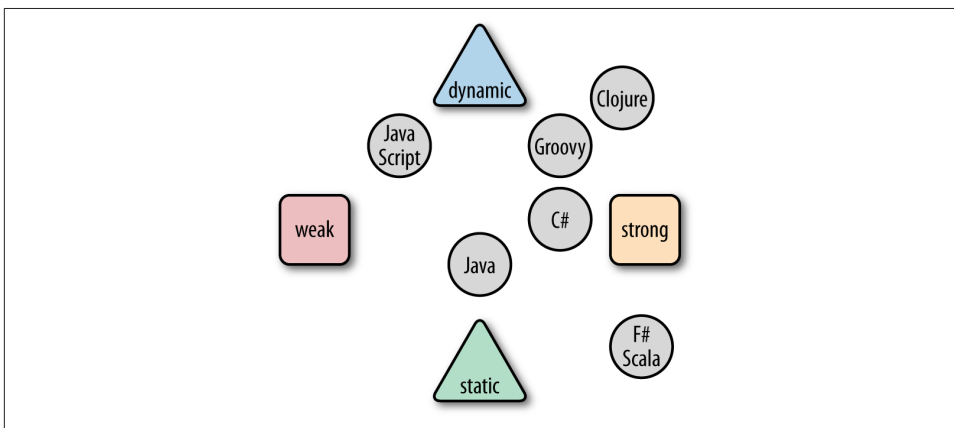 dynamic
Clojure
Java
Script
Groovy
C#
weak
strong
Java
F#
Scala
static